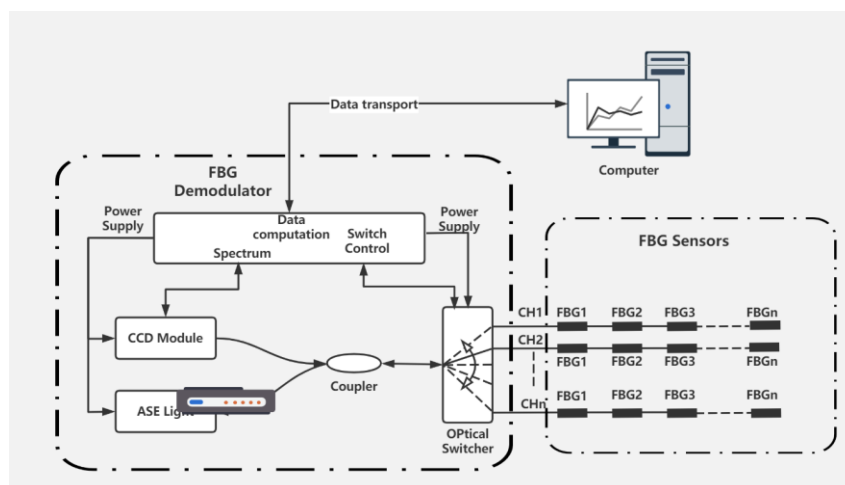 Data transport
Computer
FBG
Demodulator
Power
Supply
Data
computation
Switch
Control
Spectrum
Power
Supply
FBG Sensors
CCD Module
ASE Light
Coupler
OPtical
Switcher
CH1
FBG1 FBG2 FBG3 FBGn
CH2
FBG1 FBG2 FBG3 FBGn
CHn
FBG1 FBG2 FBG3 FBGn